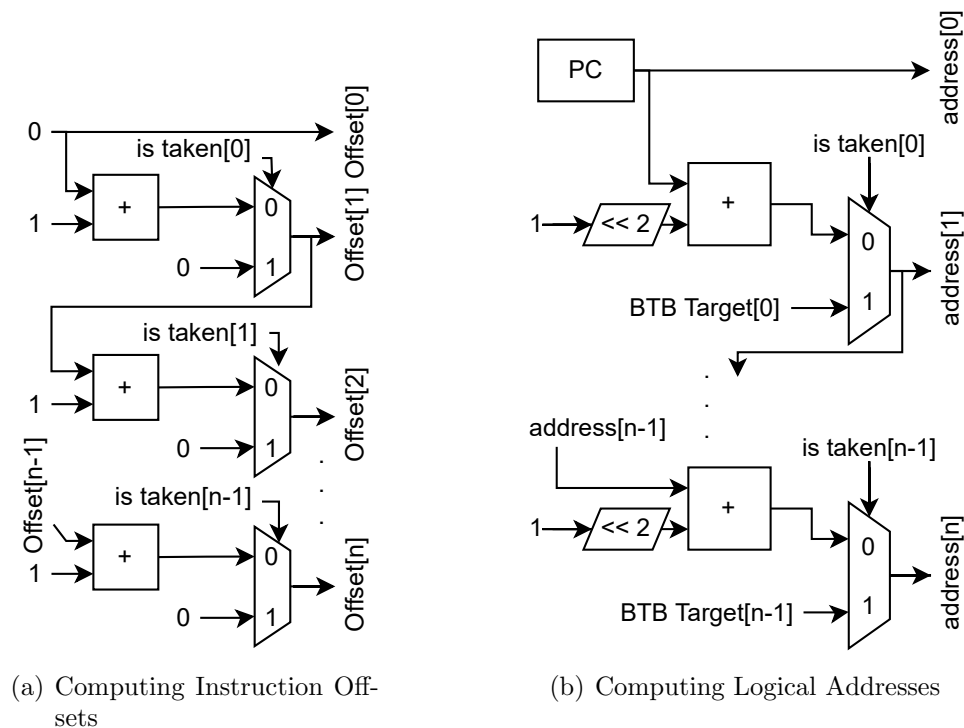 0
Offset[0]
is taken[0]
+
0
1
Offset[1]
0
1
is taken[1]
+
0
1
Offset[2]
0
1
.
.
.
Offset[n-1]
is taken[n-1]
+
0
1
Offset[n]
0
1
(a) Computing Instruction Off-
sets
PC
address[0]
is taken[0]
+
1
<< 2
0
address[1]
BTB Target[0]
1
.
.
.
address[n-1]
is taken[n-1]
+
1
<< 2
0
address[n]
BTB Target[n-1]
1
(b) Computing Logical Addresses